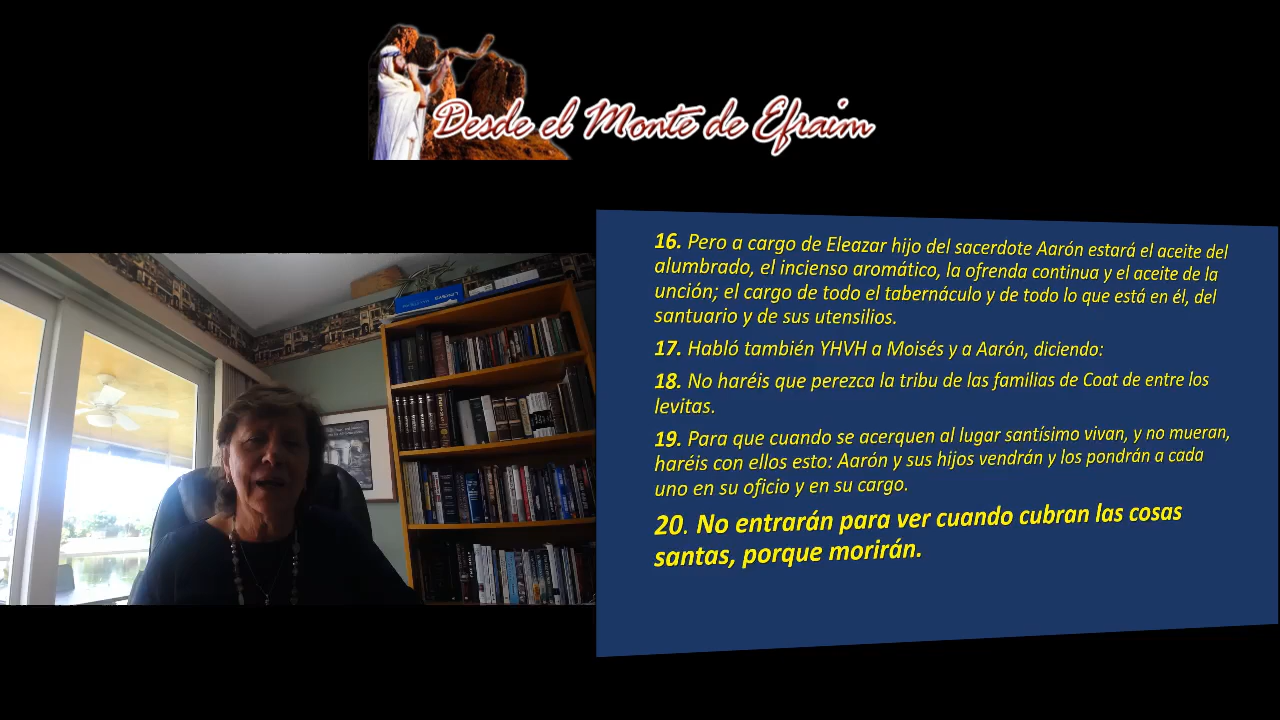 Desde el Monte de Efraim
16. Pero a cargo de Eleazar hijo del sacerdote Aarón estará el aceite del
alumbrado, el incienso aromático, la ofrenda continua y el aceite de la
unción; el cargo de todo el tabernáculo y de todo lo que está en él, del
santuario y de sus utensilios.
17. Habló también YHVH a Moisés y a Aarón, diciendo:
18. No haréis que perezca la tribu de las familias de Coat de entre los
levitas.
19. Para que cuando se acerquen al lugar santísimo vivan, y no mueran,
haréis con ellos esto: Aarón y sus hijos vendrán y los pondrán a cada
uno en su oficio y en su cargo.
20. No entrarán para ver cuando cubran las cosas
santas, porque morirán.